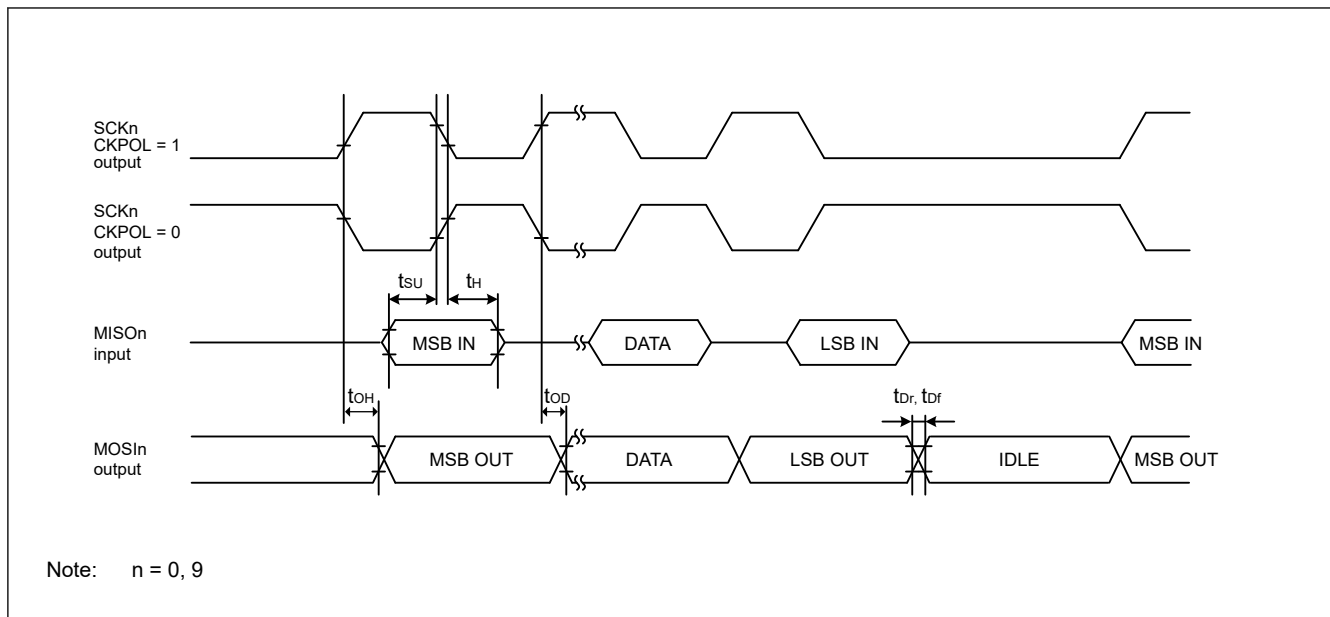 SCKn
CKPOL = 1
output
SCKn
CKPOL = 0
output
tSU
tH
MISOn
input
MSB IN
DATA
LSB IN
MSB IN
tOH
tOD
tDr, tDf
MOSIn
output
MSB OUT
DATA
LSB OUT
IDLE
MSB OUT
Note: n = 0, 9